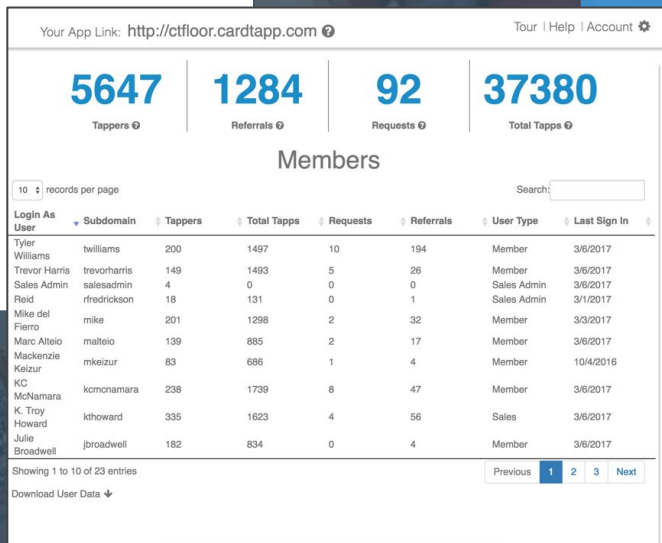 Your App Link: http://ctfloor.cardtapp.com ?
Tour | Help | Account
5647 1284 92 37380
Tappers ? Referrals ? Requests ? Total Tapps ?
Members
10 records per page Search:
Login As User Subdomain Tappers Total Tapps Requests Referrals User Type Last Sign In
Tyler Williams twilliams 200 1497 10 194 Member 3/6/2017
Trevor Harris trevorharris 149 1493 5 26 Member 3/6/2017
Sales Admin salesadmin 4 0 0 0 Sales Admin 3/6/2017
Reid rfredrickson 18 131 0 1 Sales Admin 3/1/2017
Mike del Fierro mike 201 1298 2 32 Member 3/3/2017
Marc Alteio malteio 139 885 2 17 Member 3/6/2017
Mackenzie Keizur mkeizur 83 686 1 4 Member 10/4/2016
KC McNamara kcmcnamara 238 1739 8 47 Member 3/6/2017
K. Troy Howard kthoward 335 1623 4 56 Sales 3/6/2017
Julie Broadwell jbroadwell 182 834 0 4 Member 3/6/2017
Showing 1 to 10 of 23 entries Previous 1 2 3 Next
Download User Data